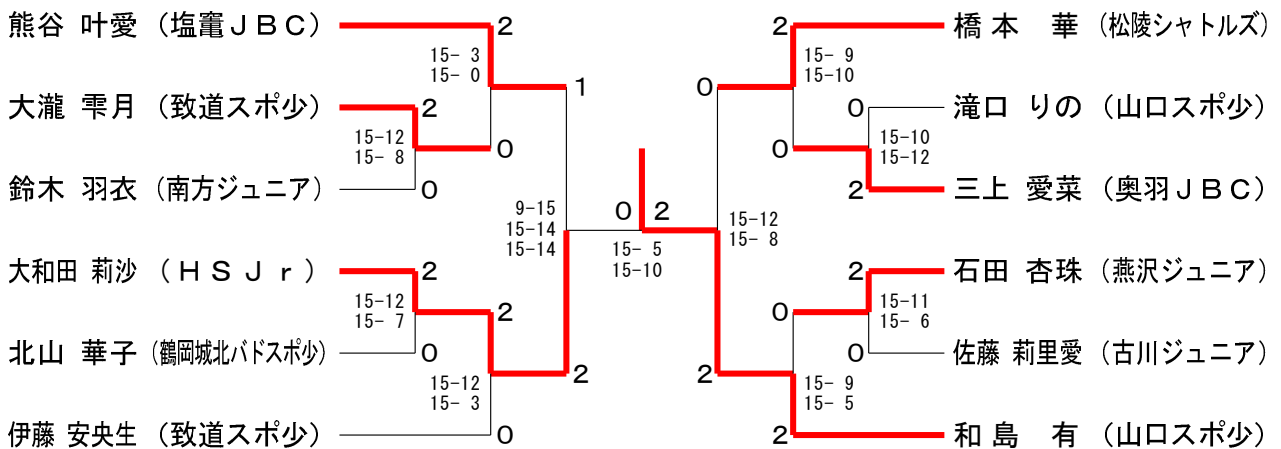 熊谷 叶愛 (塩竈JBC) 2 2 橋本 華 (松陵シャトルズ)
15- 3 15- 9
15- 0 1 0 15-10
大瀧 雫月 (致道スポ少) 2 0 滝口 りの (山口スポ少)
15-12 15-10
15- 8 0 0 15-12
鈴木 羽衣 (南方ジュニア) 0 2 三上 愛菜 (奥羽JBC)
9-15 0 2 15-12
15-14 15- 8
15-14 15- 5
15-10
大和田 莉沙 (HSJr) 2 2 石田 杏珠 (燕沢ジュニア)
15-12 2 0 15-11
15- 7 15- 6
北山 華子 (鶴岡城北バドスポ少) 0 0 佐藤 莉里愛 (古川ジュニア)
15-12 2 2 15- 9
15- 3 15- 5
伊藤 安央生 (致道スポ少) 0 2 和島 有 (山口スポ少)